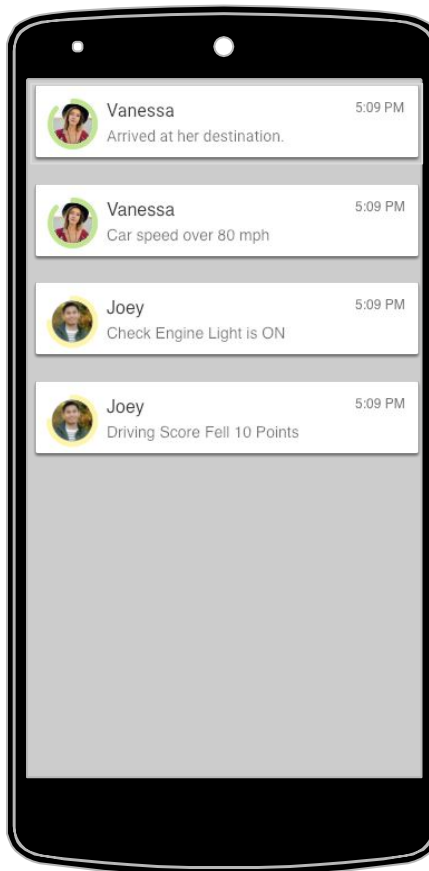 Vanessa
5:09 PM
Arrived at her destination.
Vanessa
5:09 PM
Car speed over 80 mph
Joey
5:09 PM
Check Engine Light is ON
Joey
5:09 PM
Driving Score Fell 10 Points